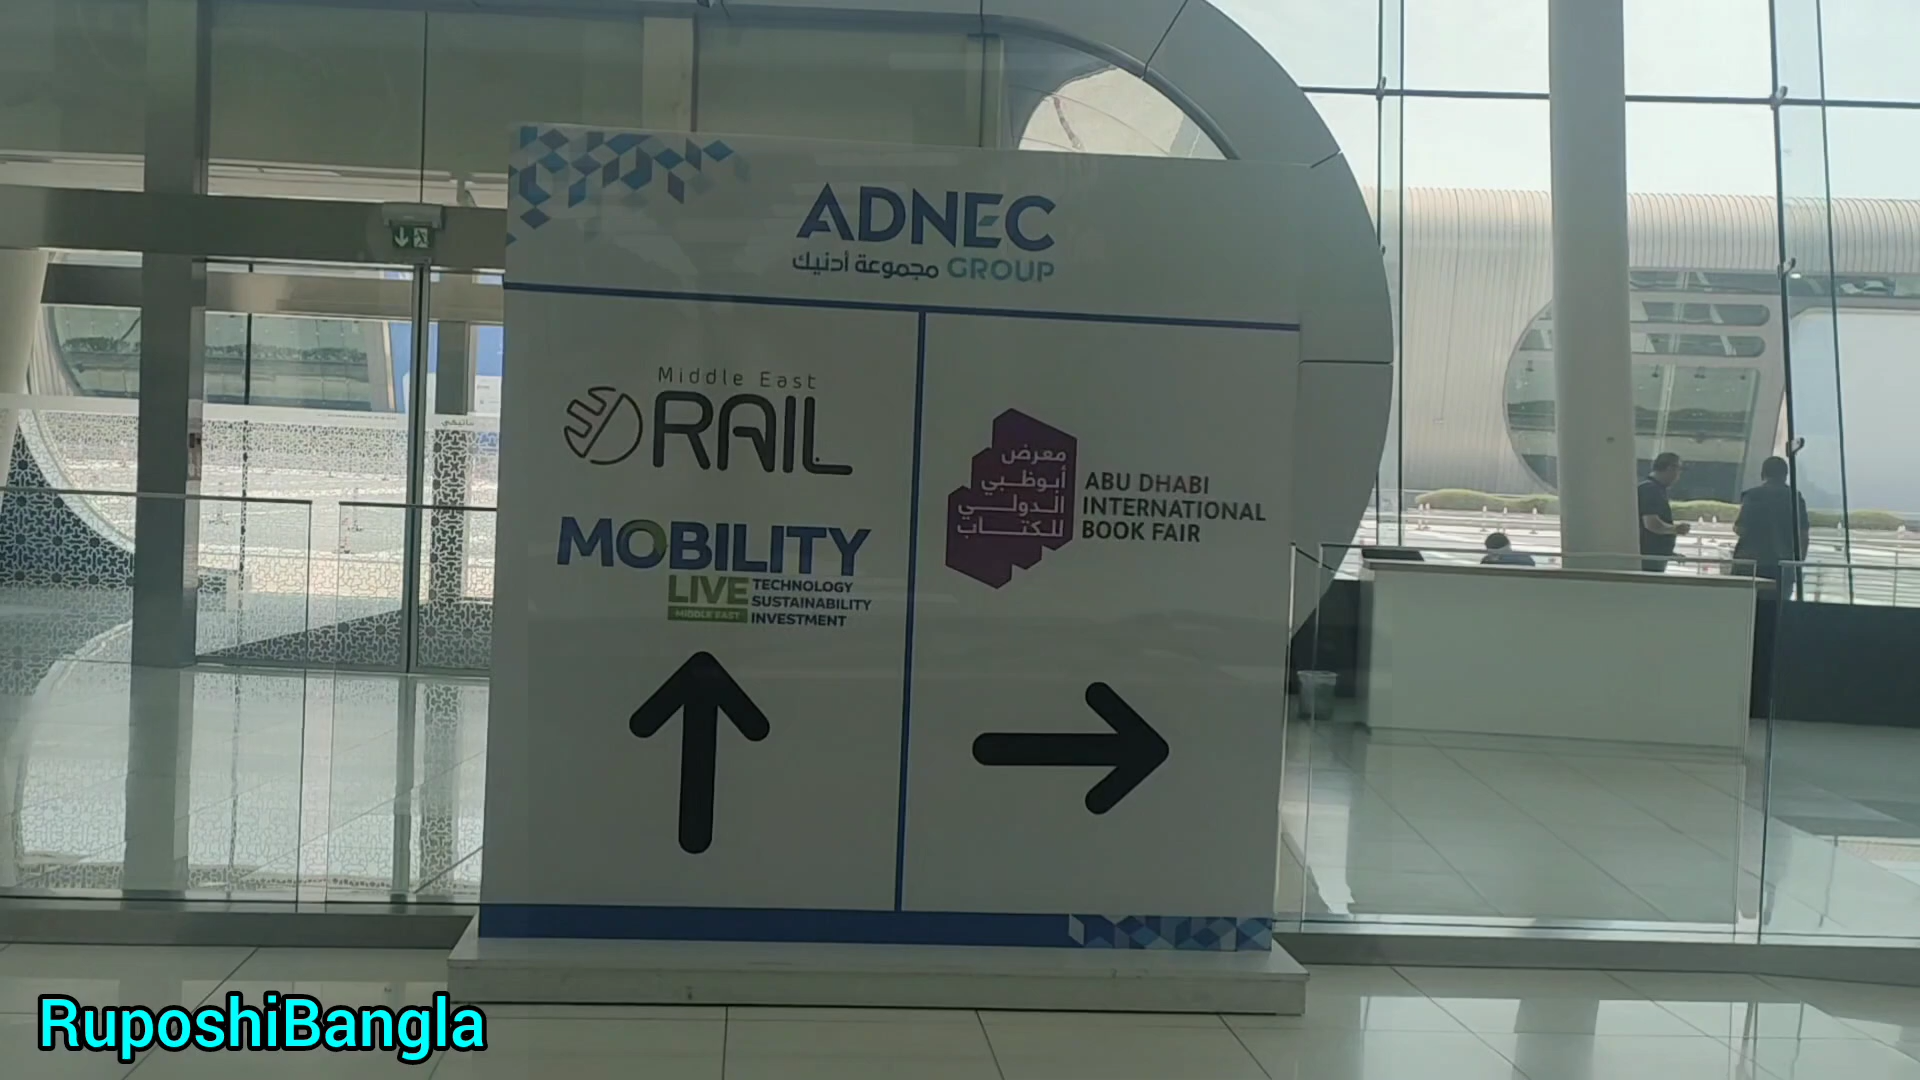 ADNEC
مجموعة أدنيك GROUP
Middle East
RAIL
MOBILITY
LIVE
MIDDLE EAST
TECHNOLOGY
SUSTAINABILITY
INVESTMENT
معرض
أبوظبي
الدولي
للكتاب
ABU DHABI
INTERNATIONAL
BOOK FAIR
RuposhiBangla